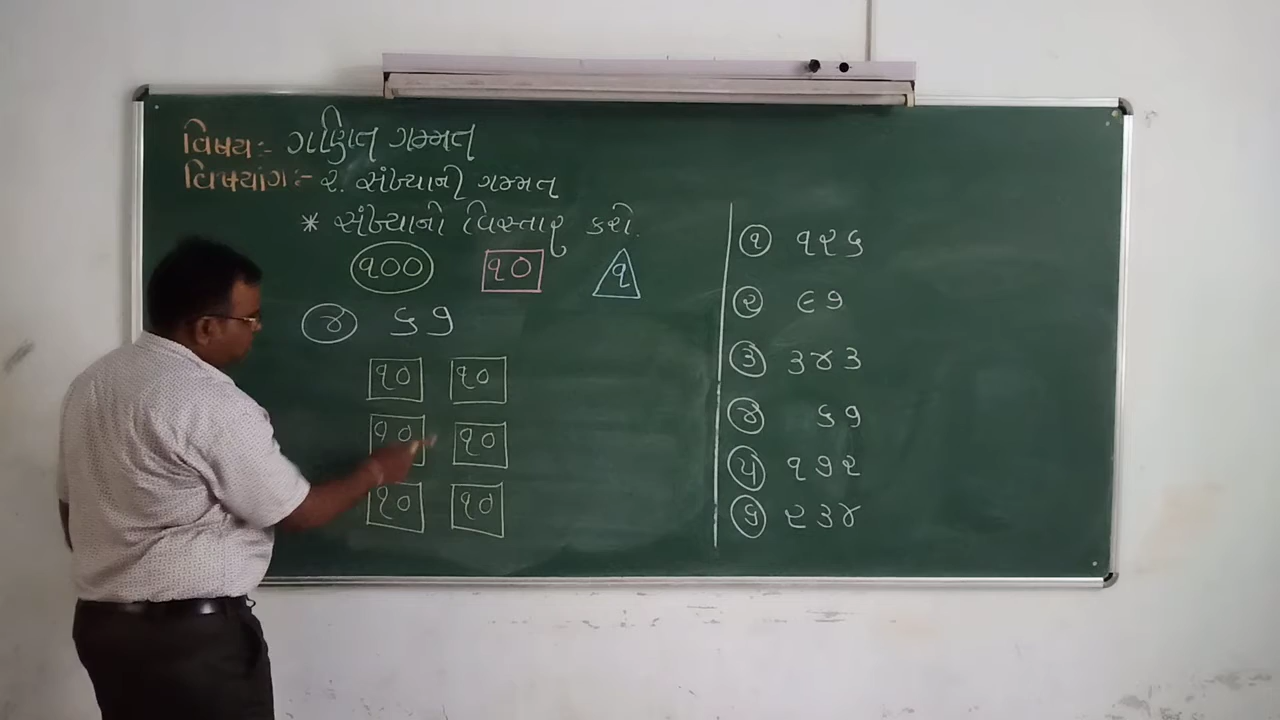 વિષય:- ગણિત ગમ્મત
વિષયાંગ:- ૨. સંખ્યાની ગમ્મત
* સંખ્યાનો વિસ્તાર કરો.
૧૦૦ ૧૦ ૧
૪ ૬૭
૧૦ ૧૦
૧૦ ૧૦
૧૦ ૧૦
૧ ૧૨૬
૨ ૯૭
૩ ૩૪૩
૪ ૬૭
૫ ૧૭૨
૬ ૨૩૪